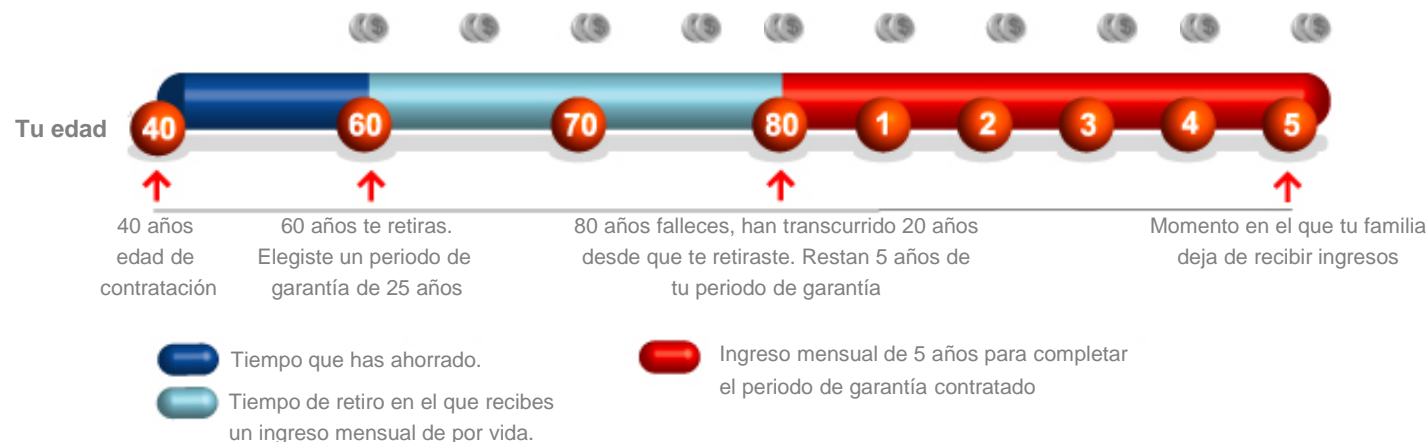 Tu edad
40
60
70
80
1
2
3
4
5
40 años
edad de
contratación
60 años te retiras.
Elegiste un periodo de
garantía de 25 años
80 años falleces, han transcurrido 20 años
desde que te retiraste. Restan 5 años de
tu periodo de garantía
Momento en el que tu familia
deja de recibir ingresos
Tiempo que has ahorrado.
Tiempo de retiro en el que recibes
un ingreso mensual de por vida.
Ingreso mensual de 5 años para completar
el periodo de garantía contratado